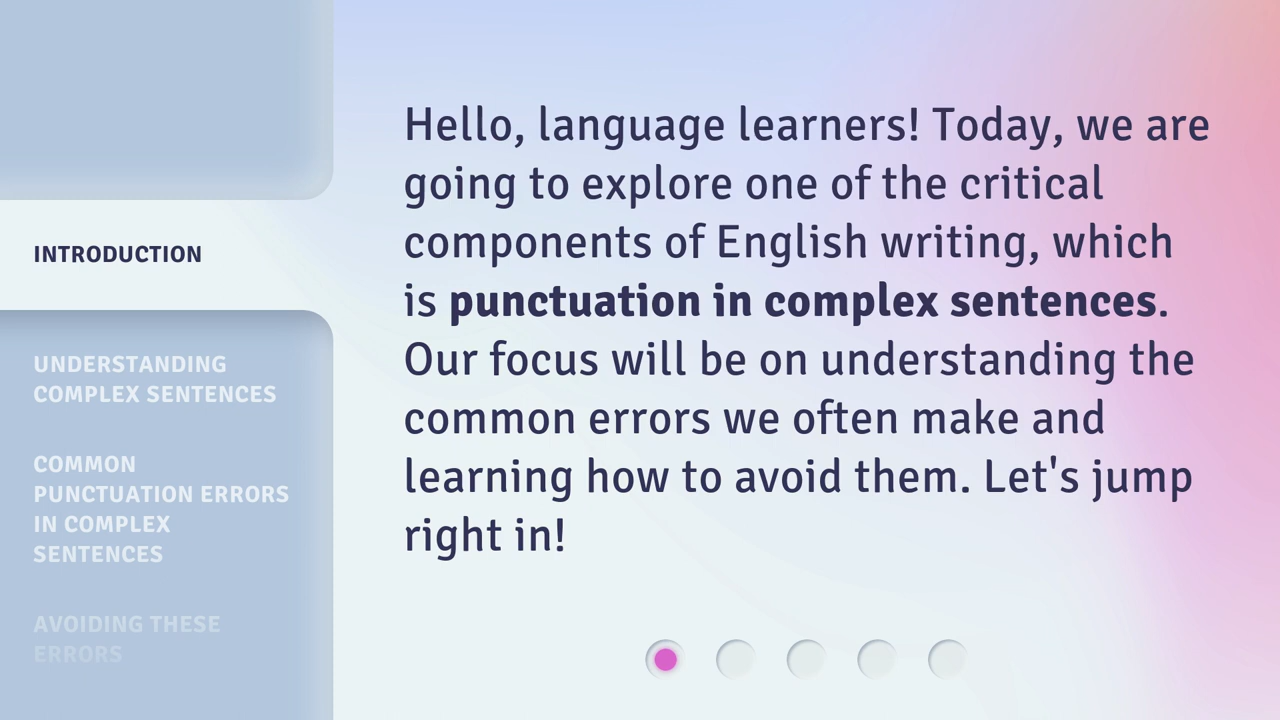 INTRODUCTION
UNDERSTANDING
COMPLEX SENTENCES
COMMON
PUNCTUATION ERRORS
IN COMPLEX
SENTENCES
AVOIDING THESE
ERRORS
Hello, language learners! Today, we are
going to explore one of the critical
components of English writing, which
is punctuation in complex sentences.
Our focus will be on understanding the
common errors we often make and
learning how to avoid them. Let's jump
right in!